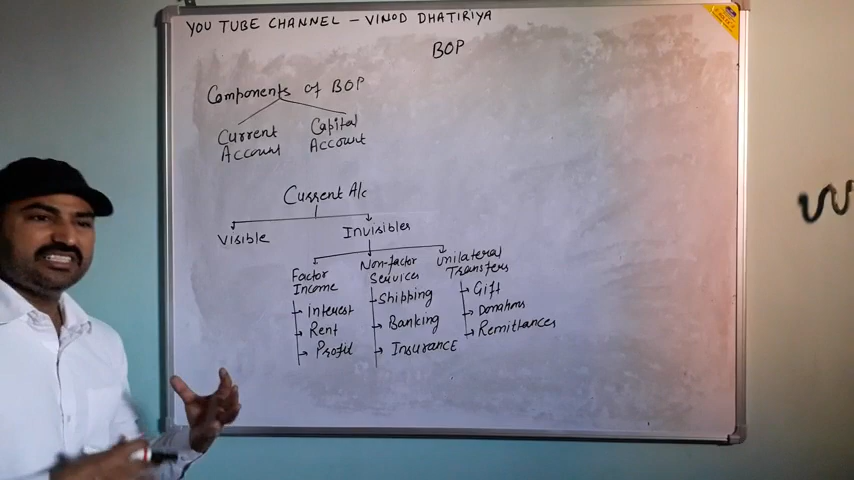 YOU TUBE CHANNEL - VINOD DHATIRIYA
BOP
Components of BOP
Current Account
Capital Account
Current A/c
Visible
Invisibles
Factor Income
Interest
Rent
Profit
Non-factor Services
Shipping
Banking
Insurance
Unilateral Transfers
Gift
Donations
Remittances